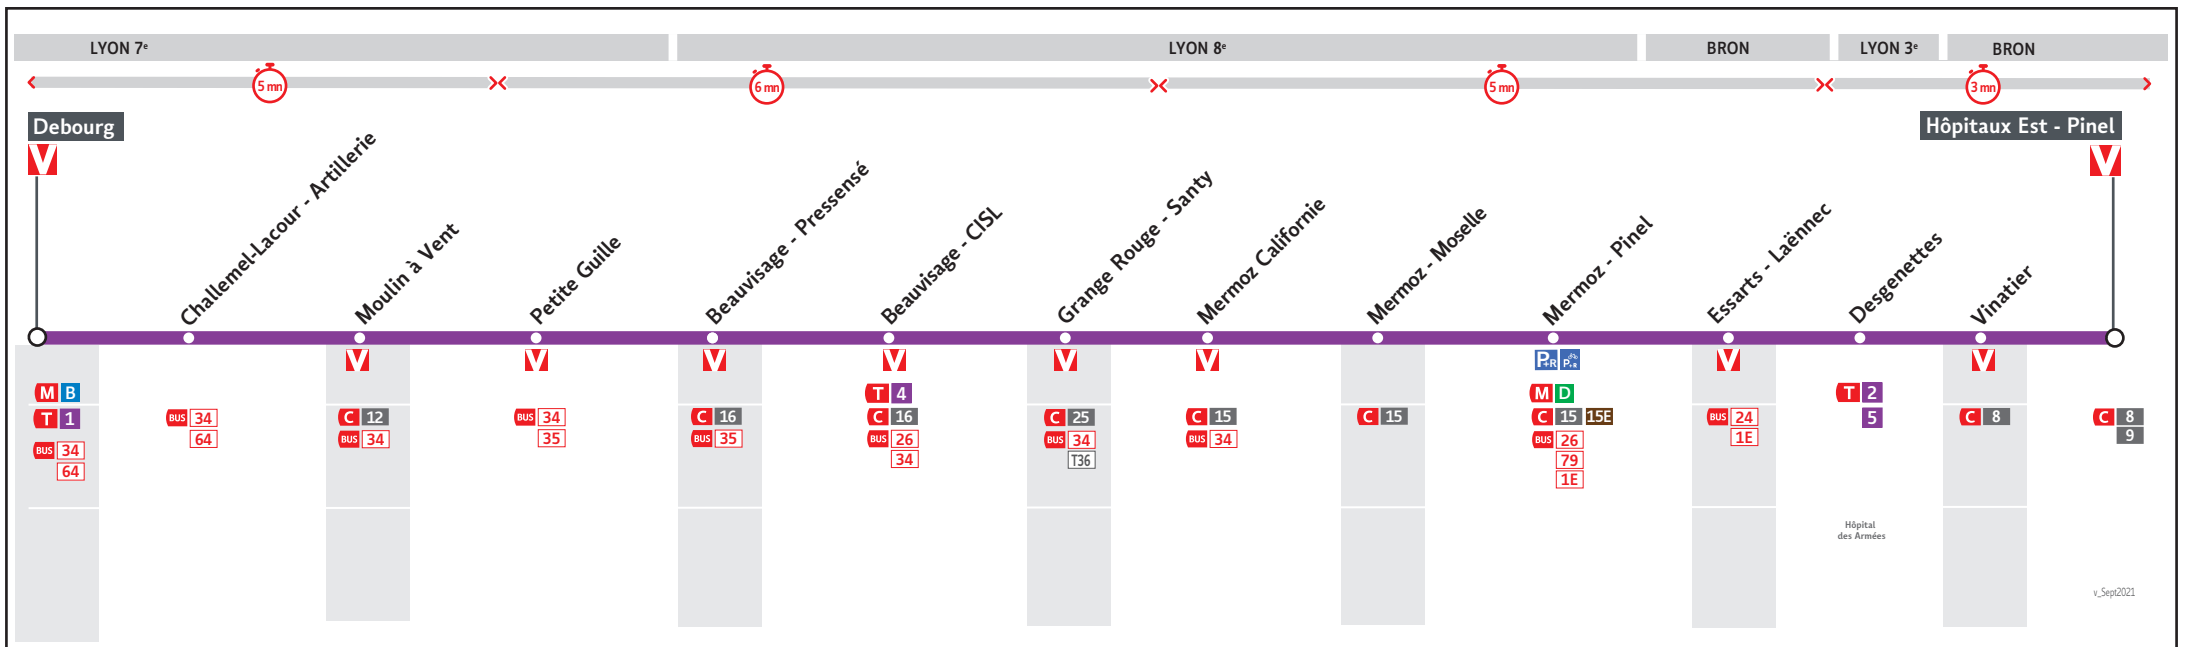 LYON 7e
LYON 8e
BRON
LYON 3e
BRON
5 mn
6 mn
5 mn
3 mn
Debourg
V
Hôpitaux Est - Pinel
V
Challemel-Lacour - Artillerie
Moulin à Vent
Petite Guille
Beauvisage - Pressensé
Beauvisage - CISL
Grange Rouge - Santy
Mermoz Californie
Mermoz - Moselle
Mermoz - Pinel
Essarts - Laënnec
Desgenettes
Vinatier
M B
T 1
BUS 34
64
BUS 34
64
V
C 12
BUS 34
V
BUS 34
35
V
C 16
BUS 35
V
T 4
C 16
BUS 26
34
V
C 25
BUS 34
T36
V
C 15
BUS 34
C 15
P+R P+R
M D
C 15 15E
BUS 26
79
1E
V
BUS 24
1E
T 2
5
Hôpital
des Armées
V
C 8
C 8
9
v_Sept2021